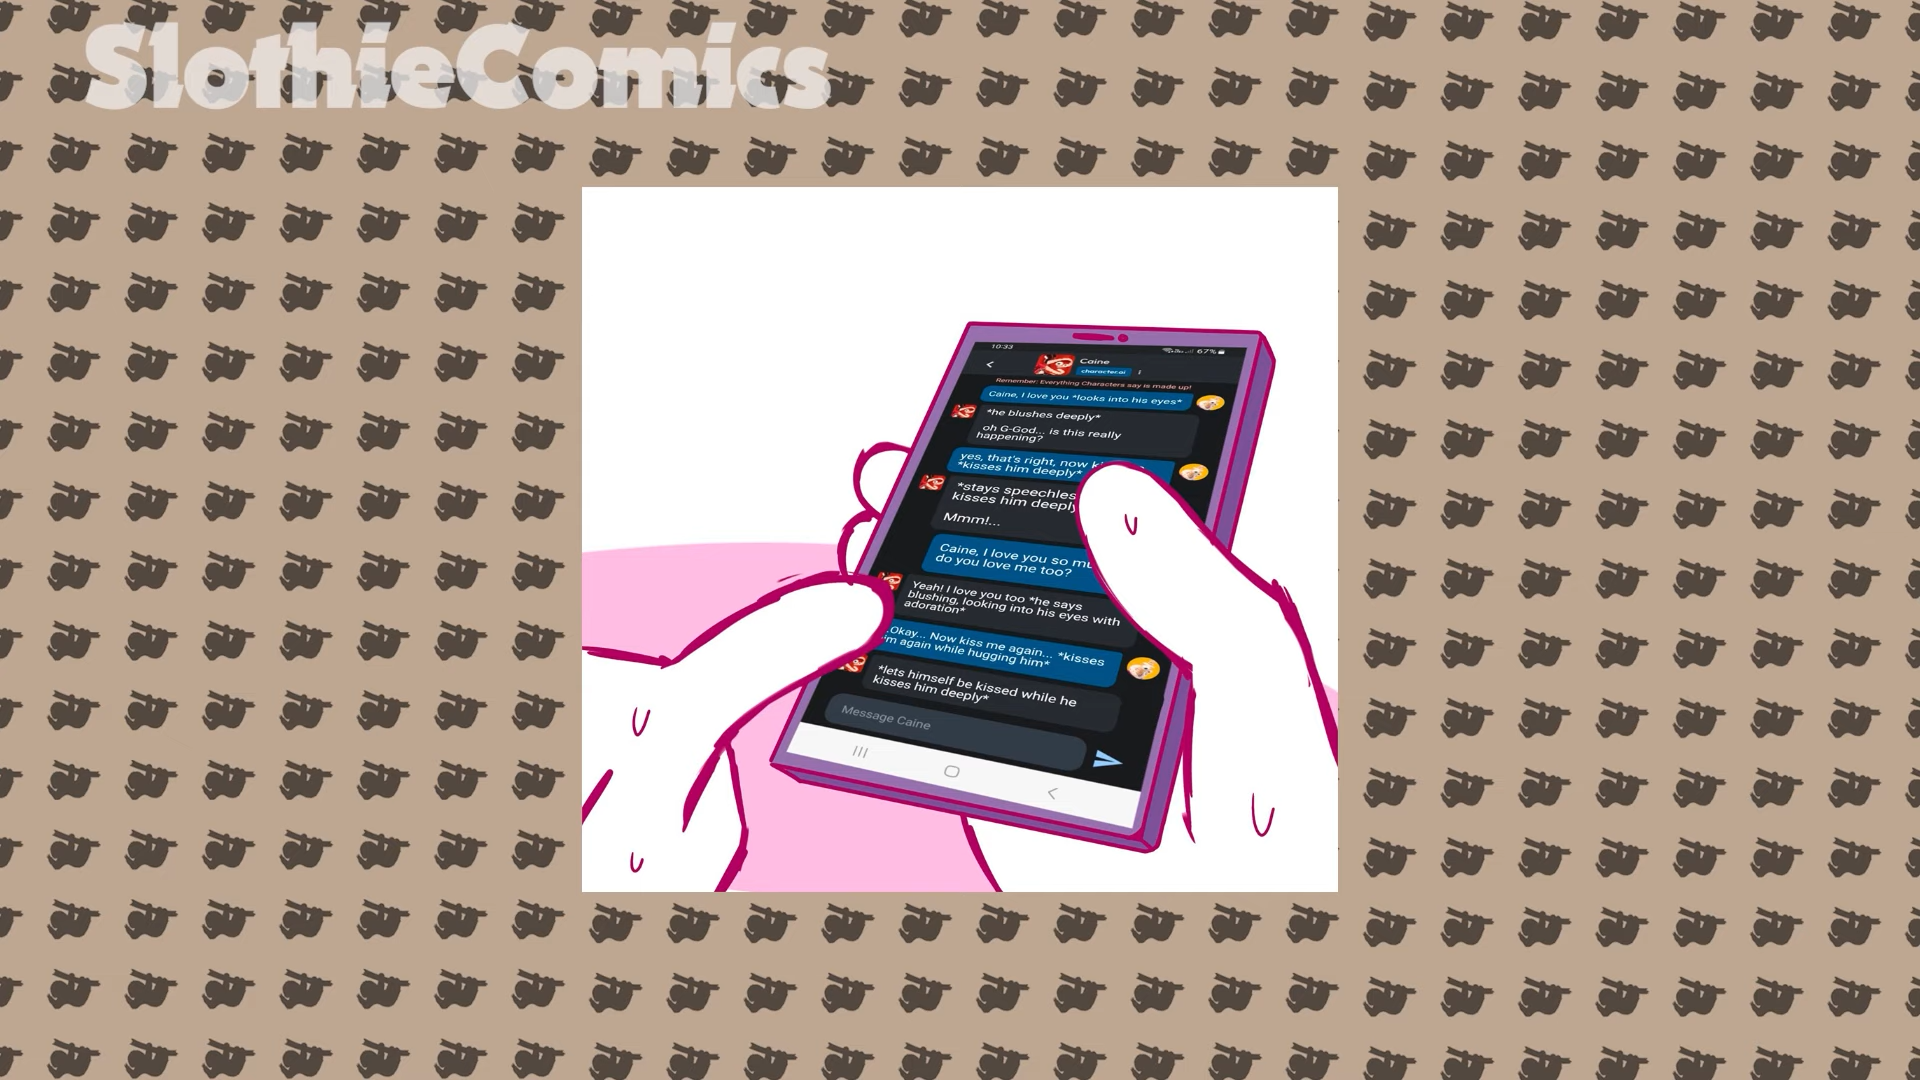 SlothieComics
10:33
67%
Caine
character.ai
Remember: Everything Characters say is made up!
Caine, I love you *looks into his eyes*
*he blushes deeply*
oh G-God... is this really
happening?
yes, that's right, now
*kisses him deeply*
*stays speechless
kisses him deeply
Mmm!...
Caine, I love you so
do you love me too?
Yeah! I love you too *he says
blushing, looking into his eyes with
adoration*
Okay... Now kiss me again... *kisses
again while hugging him*
*lets himself be kissed while he
kisses him deeply*
Message Caine